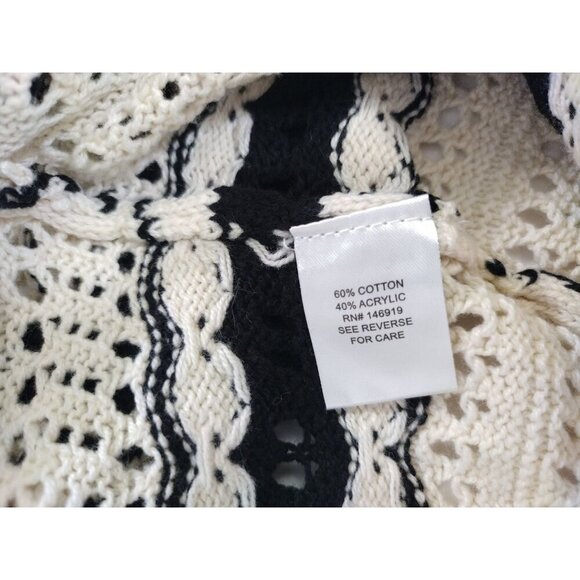 60% COTTON
40% ACRYLIC
RN# 146919
SEE REVERSE
FOR CARE